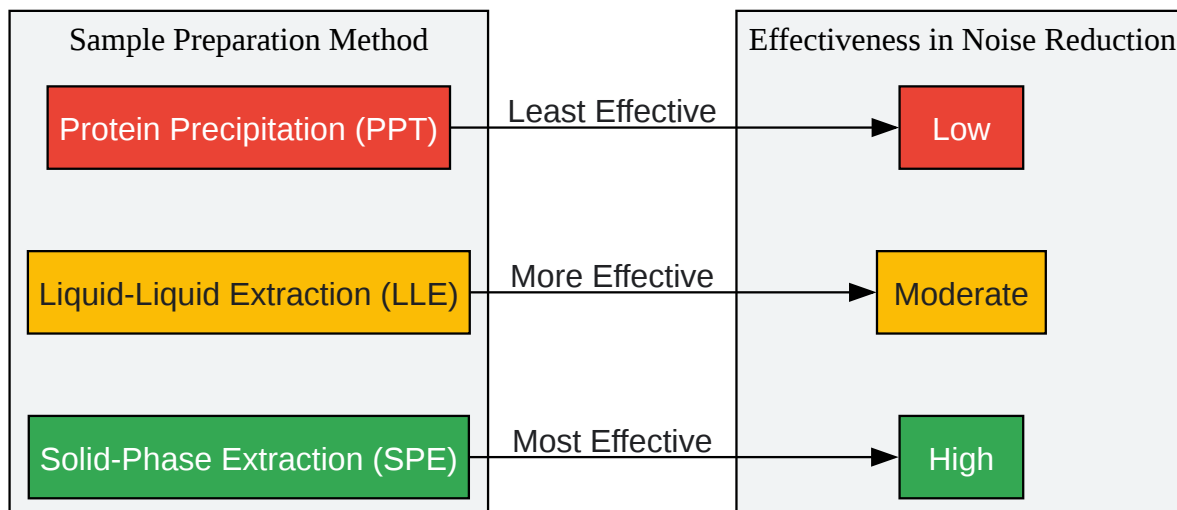 Sample Preparation Method
Effectiveness in Noise Reduction
Protein Precipitation (PPT)
Least Effective
Low
Liquid-Liquid Extraction (LLE)
More Effective
Moderate
Solid-Phase Extraction (SPE)
Most Effective
High